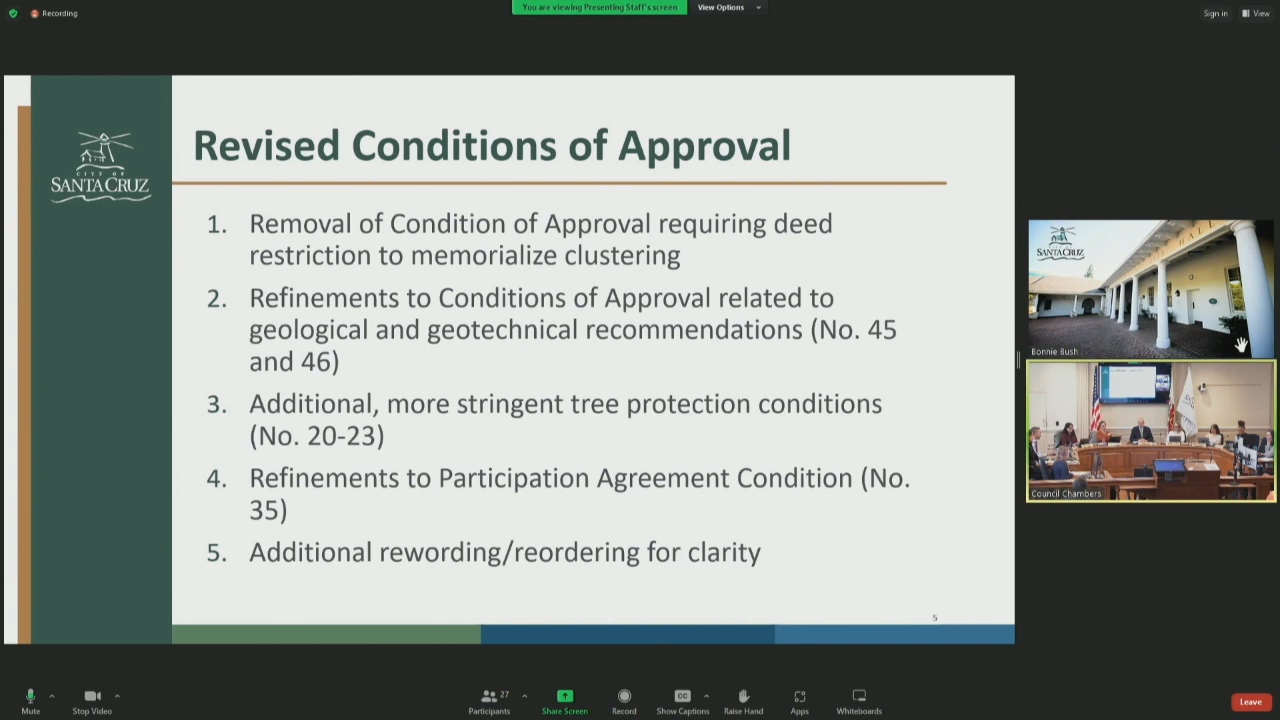 Recording
You are viewing Presenting Staff's screen
View Options
Sign in
View
CITY OF
SANTA CRUZ
Revised Conditions of Approval
1. Removal of Condition of Approval requiring deed
restriction to memorialize clustering
2. Refinements to Conditions of Approval related to
geological and geotechnical recommendations (No. 45
and 46)
3. Additional, more stringent tree protection conditions
(No. 20-23)
4. Refinements to Participation Agreement Condition (No.
35)
5. Additional rewording/reordering for clarity
5
SANTA CRUZ
Bonnie Bush
Council Chambers
Mute
Stop Video
27
Participants
Share Screen
Record
CC
Show Captions
Raise Hand
Apps
Whiteboards
Leave